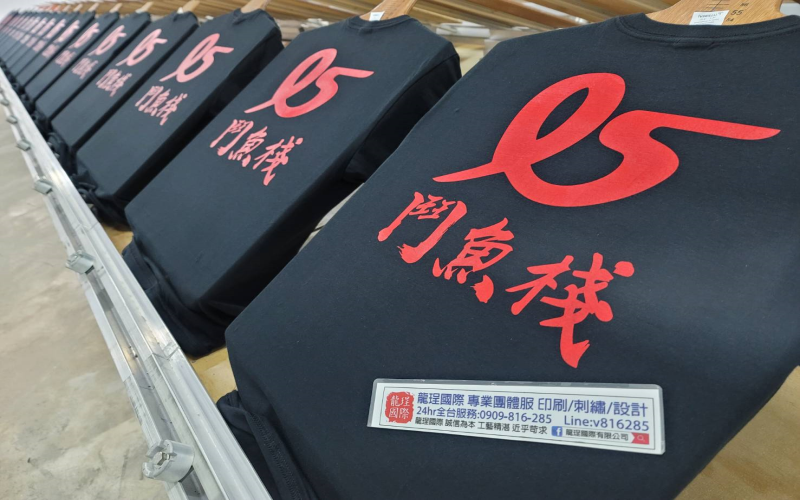 e5
鬥魚棧
龍珵國際
龍珵國際 專業團體服 印刷/刺繡/設計
24hr全台服務:0909-816-285 Line:v816285
龍珵國際 誠信為本 工藝精湛 近乎苛求 f 龍珵國際有限公司